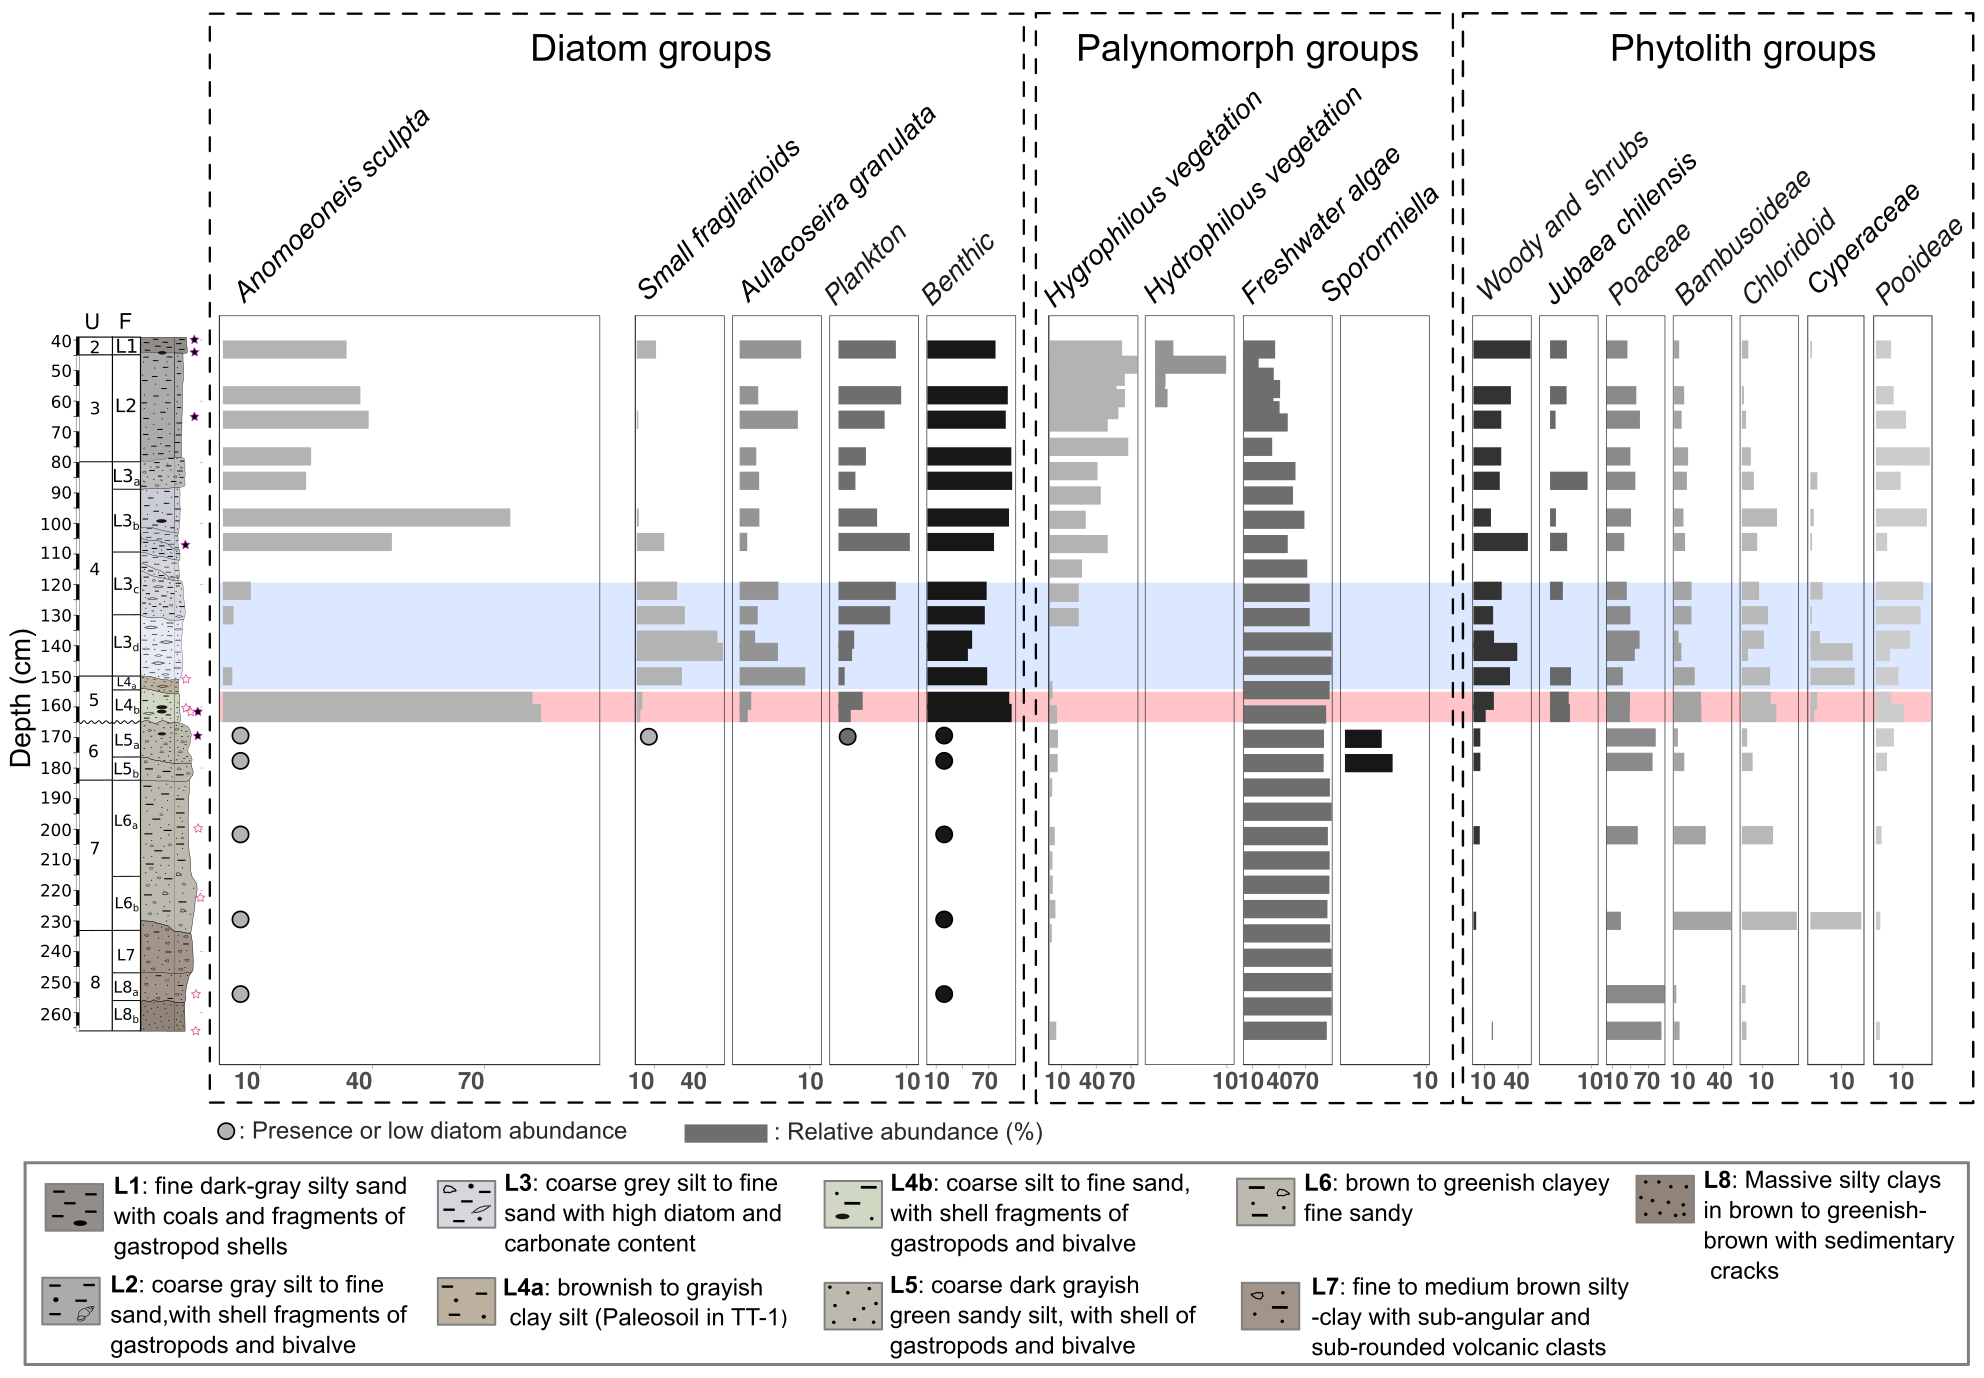 Diatom groups
Palynomorph groups
Phytolith groups
Anomoeoneis sculpta
Small fragilarioids
Aulacoseira granulata
Plankton
Benthic
Hygrophilous vegetation
Hydrophilous vegetation
Freshwater algae
Sporormiella
Woody and shrubs
Jubaea chilensis
Poaceae
Bambusoideae
Chloridoid
Cyperaceae
Pooideae
U F
Depth (cm)
40
50
60
70
80
90
100
110
120
130
140
150
160
170
180
190
200
210
220
230
240
250
260
2
3
4
5
6
7
8
L1
L2
L3a
L3b
L3c
L3d
L4a
L4b
L5a
L5b
L6a
L6b
L7
L8a
L8b
10 40 70 10 40 10 10 10 70 10 40 70 10 10 40 70 10 10 40 10 10 70 10 40 10 10 10
: Presence or low diatom abundance
: Relative abundance (%)
L1: fine dark-gray silty sand
with coals and fragments of
gastropod shells
L2: coarse gray silt to fine
sand,with shell fragments of
gastropods and bivalve
L3: coarse grey silt to fine
sand with high diatom and
carbonate content
L4a: brownish to grayish
clay silt (Paleosoil in TT-1)
L4b: coarse silt to fine sand,
with shell fragments of
gastropods and bivalve
L5: coarse dark grayish
green sandy silt, with shell of
gastropods and bivalve
L6: brown to greenish clayey
fine sandy
L7: fine to medium brown silty
-clay with sub-angular and
sub-rounded volcanic clasts
L8: Massive silty clays
in brown to greenish-
brown with sedimentary
cracks